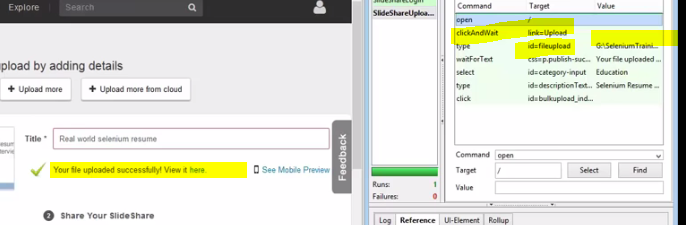 Explore
Search
upload by adding details
+ Upload more
+ Upload more from cloud
Title *
Real world selenium resume
Your file uploaded successfully! View it here.
See Mobile Preview
2 Share Your SlideShare
Feedback
SlideShareUploa...
Runs: 1
Failures: 0
Command Target Value
open /
clickAndWait link=Upload
type id=fileupload G:\SeleniumTraini...
waitForText css=p.publish-suc... Your file uploaded ...
select id=category-input Education
type id=descriptionText... Selenium Resume ...
click id=bulkupload_ind...
Command open
Target / Select Find
Value
Log Reference UI-Element Rollup